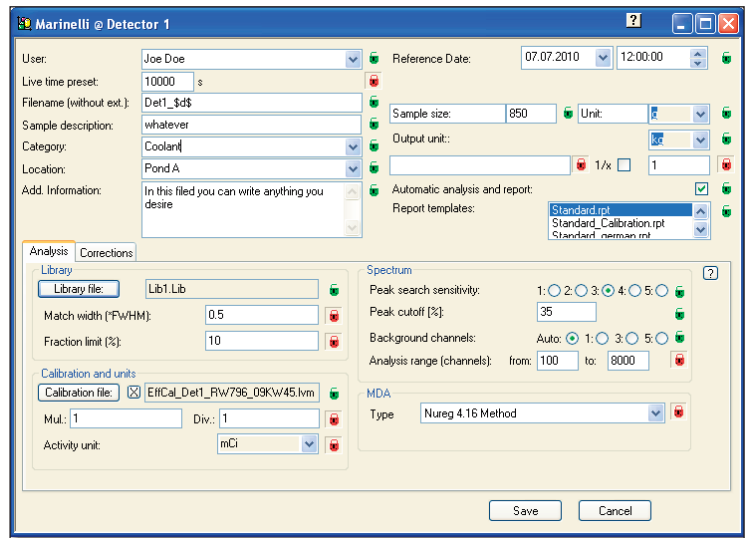 Marinelli @ Detector 1
?
User: Joe Doe
Reference Date: 07.07.2010 12:00:00
Live time preset: 10000 s
Filename (without ext.): Det1_$d$
Sample size: 850 Unit: g
Sample description: whatever
Output unit:: kg
Category: Coolant
1/x 1
Location: Pond A
Add. Information: In this filed you can write anything you
desire
Automatic analysis and report:
Report templates: Standard.rpt
Standard_Calibration.rpt
Standard_german.rpt
Analysis Corrections
Library
Library file: Lib1.Lib
Match width (*FWHM): 0.5
Fraction limit (%): 10
Calibration and units
Calibration file: EffCal_Det1_RW796_09KW45.lvm
Mul.: 1 Div.: 1
Activity unit: mCi
Spectrum
?
Peak search sensitivity: 1: 2: 3: 4: 5:
Peak cutoff [%]: 35
Background channels: Auto: 1: 3: 5:
Analysis range (channels): from: 100 to: 8000
MDA
Type Nureg 4.16 Method
Save Cancel